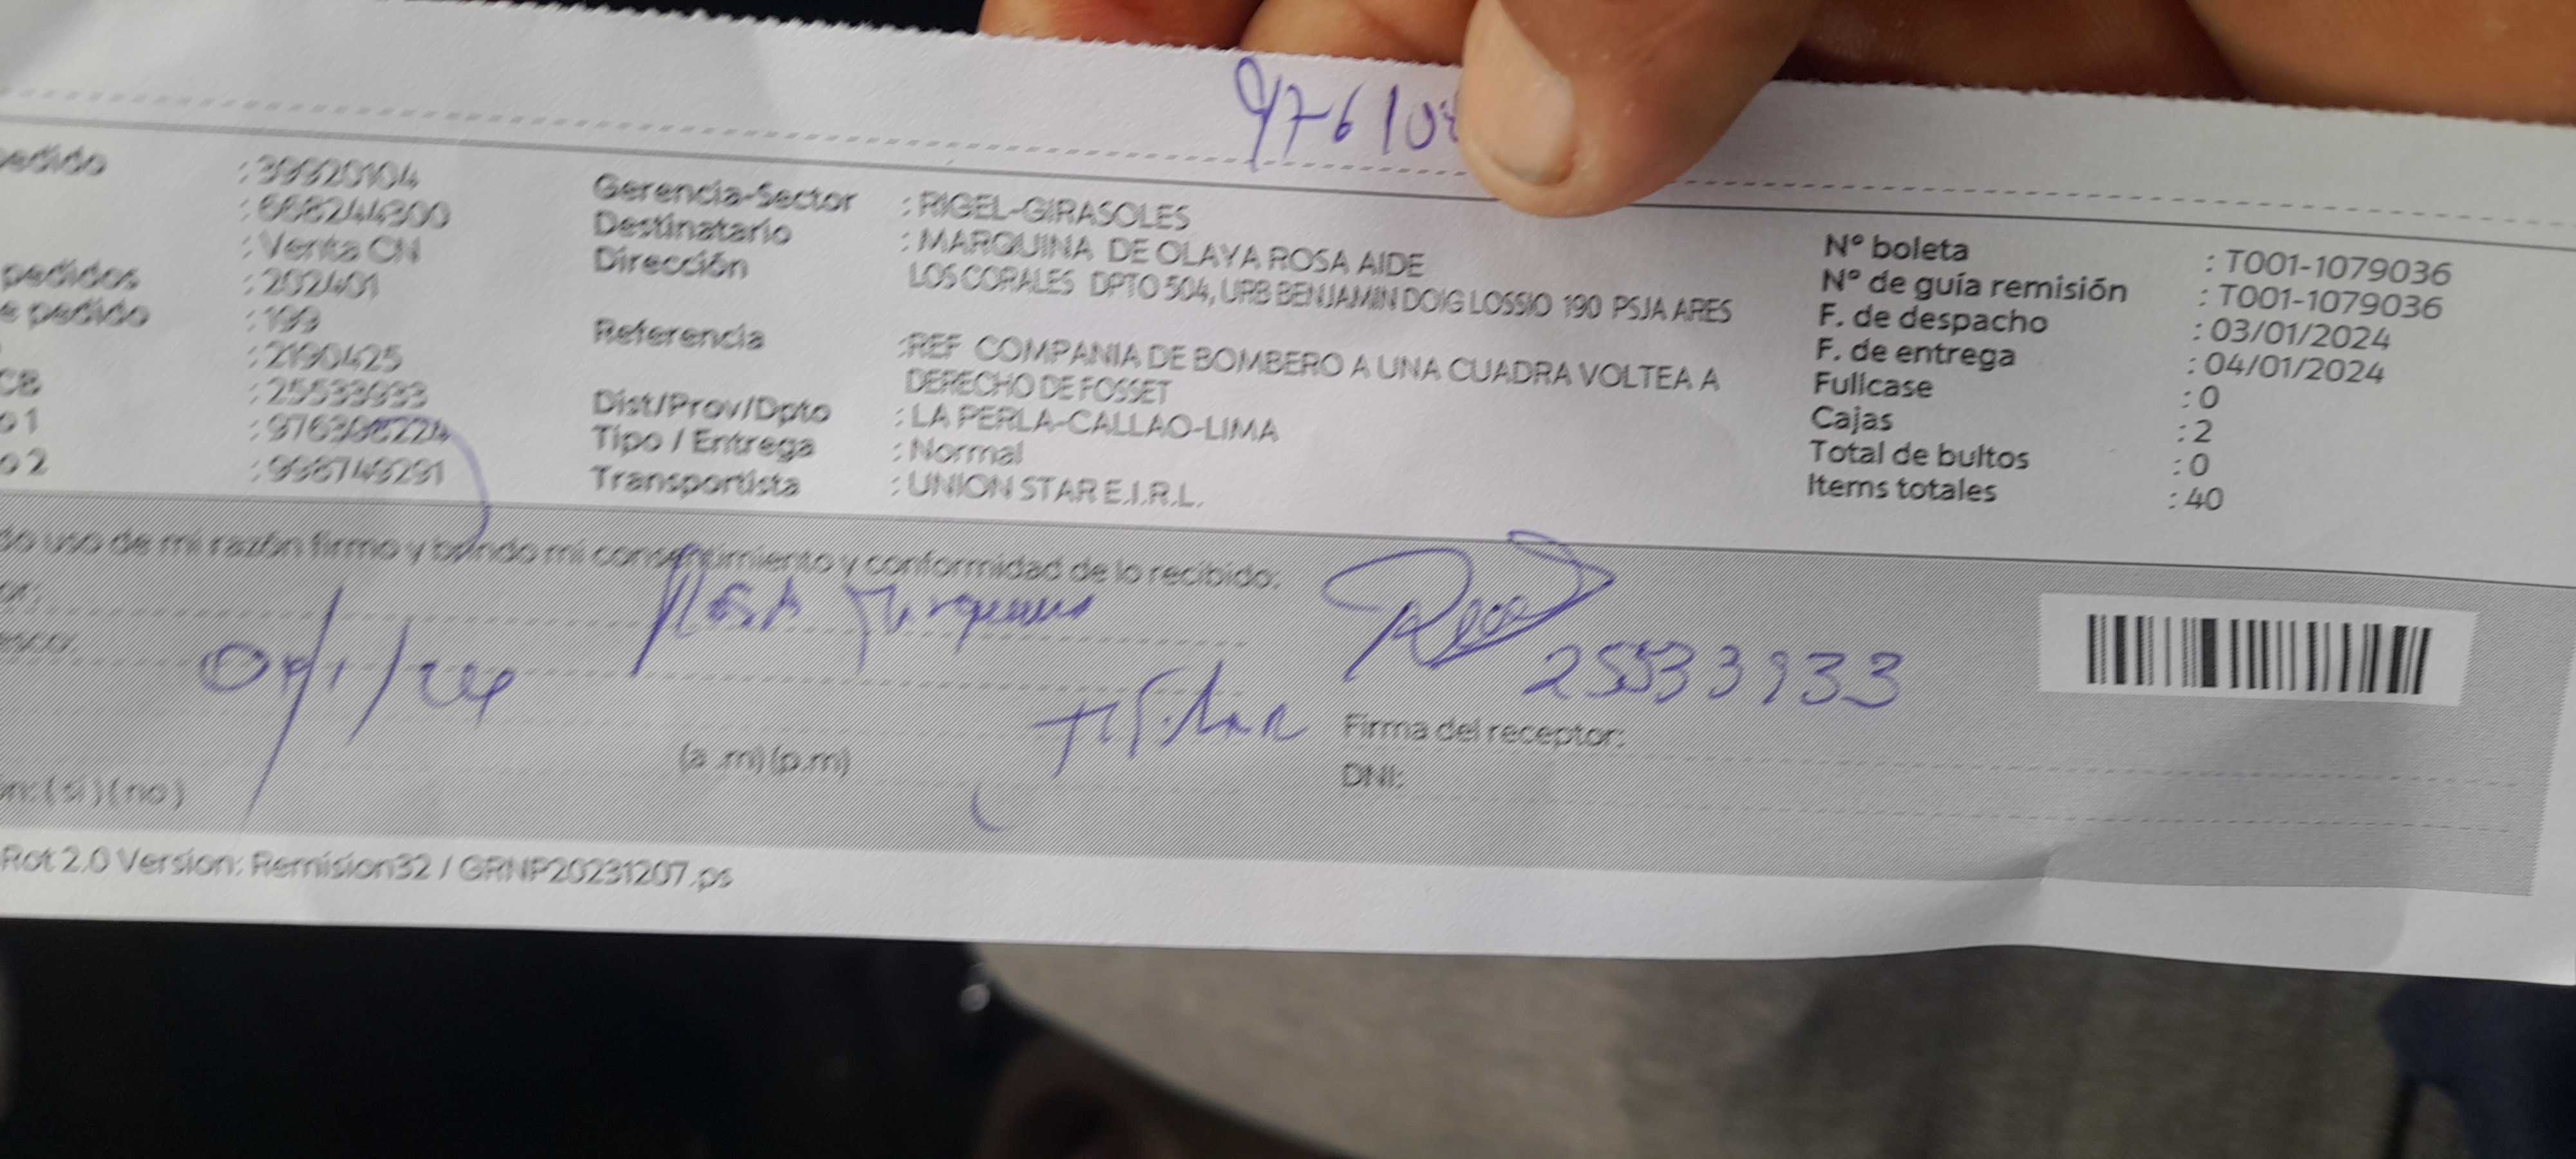 97610
pedido : 39920104
: 668244300
: Venta CN
pedidos : 202401
e pedido : 199
: 2190425
: 25533933
o 1 : 976308224
o 2 : 998749291
Gerencia-Sector : RIGEL-GIRASOLES
Destinatario : MARQUINA DE OLAYA ROSA AIDE
Dirección LOS CORALES DPTO 504, URB BENJAMIN DOIG LOSSIO 190 PSJA ARES
Referencia :REF COMPANIA DE BOMBERO A UNA CUADRA VOLTEA A
DERECHO DE FOSSET
Dist/Prov/Dpto : LA PERLA-CALLAO-LIMA
Tipo / Entrega : Normal
Transportista : UNION STAR E.I.R.L.
Nº boleta : T001-1079036
Nº de guía remisión : T001-1079036
F. de despacho : 03/01/2024
F. de entrega : 04/01/2024
Fullcase : 0
Cajas : 2
Total de bultos : 0
Items totales : 40
do uso de mi razón firmo y brindo mi consentimiento y conformidad de lo recibido:
Rosa
04/1/24
25533933
Firma del receptor:
(a .m) (p.m)
DNI:
ón: ( si ) ( no )
Rot 2.0 Version: Remision32 / GRNP20231207.ps